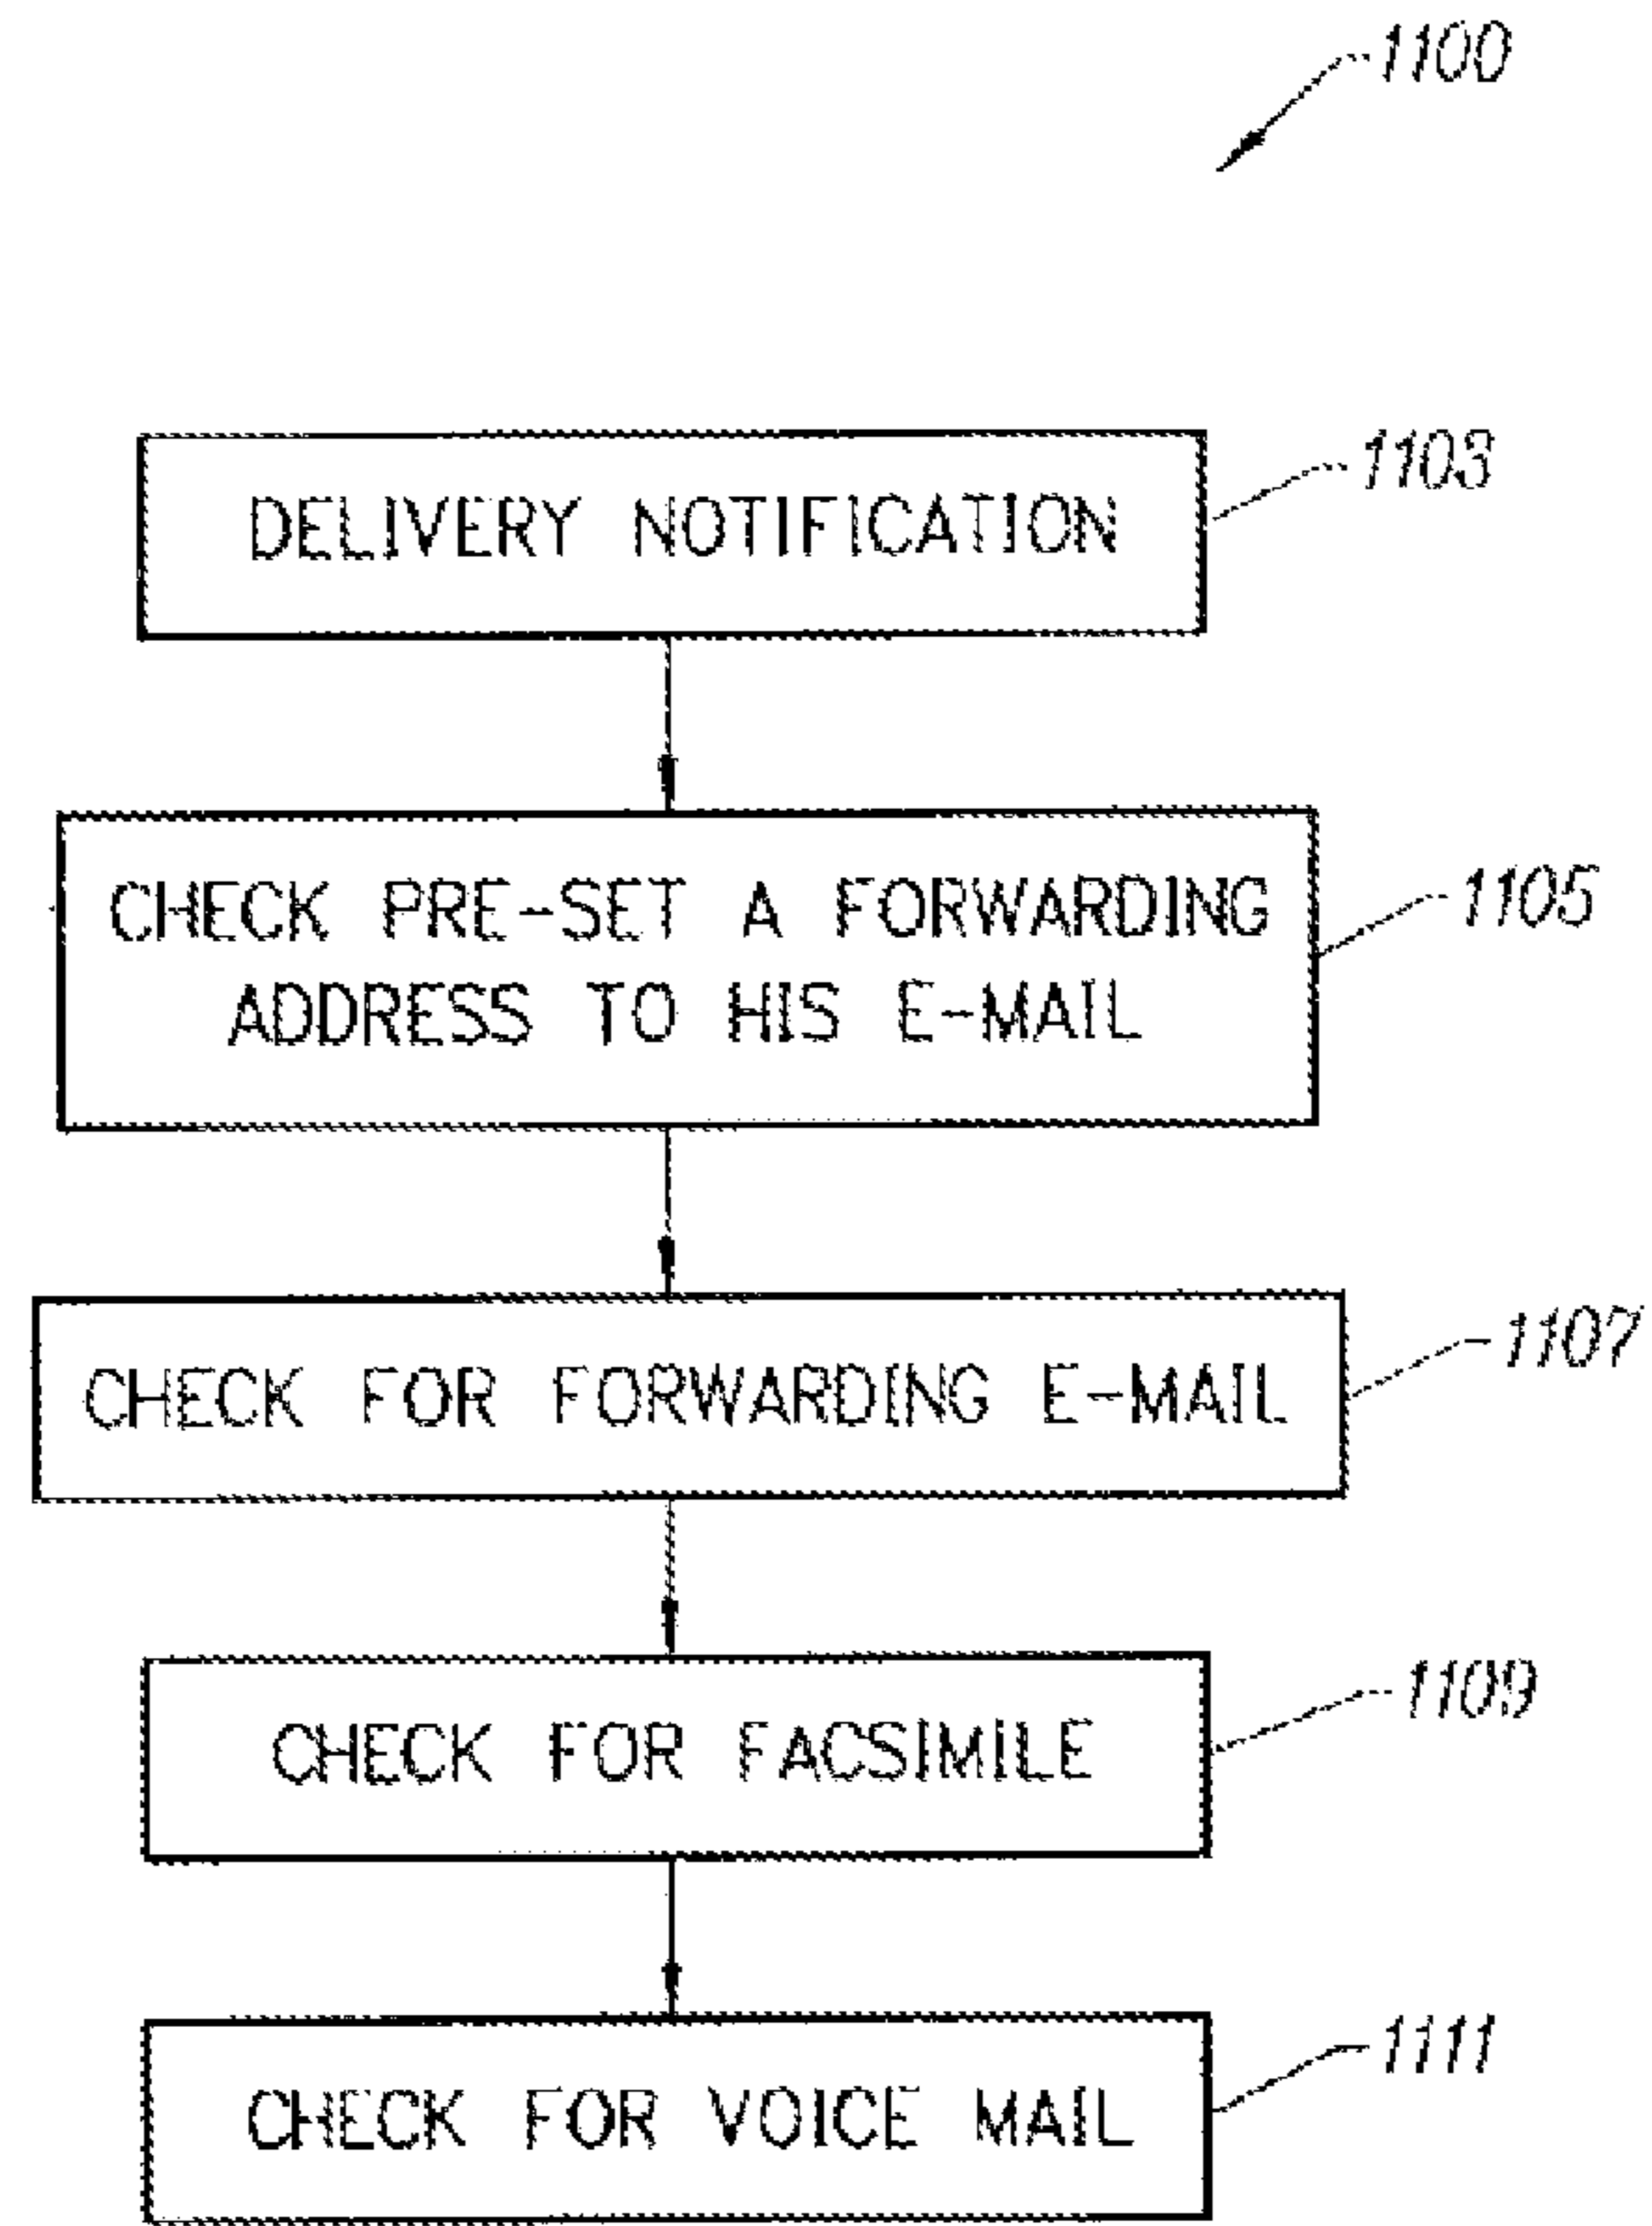 1100
DELIVERY NOTIFICATION
1103
CHECK PRE-SET A FORWARDING
ADDRESS TO HIS E-MAIL
1105
CHECK FOR FORWARDING E-MAIL
1107
CHECK FOR FACSIMILE
1109
CHECK FOR VOICE MAIL
1111